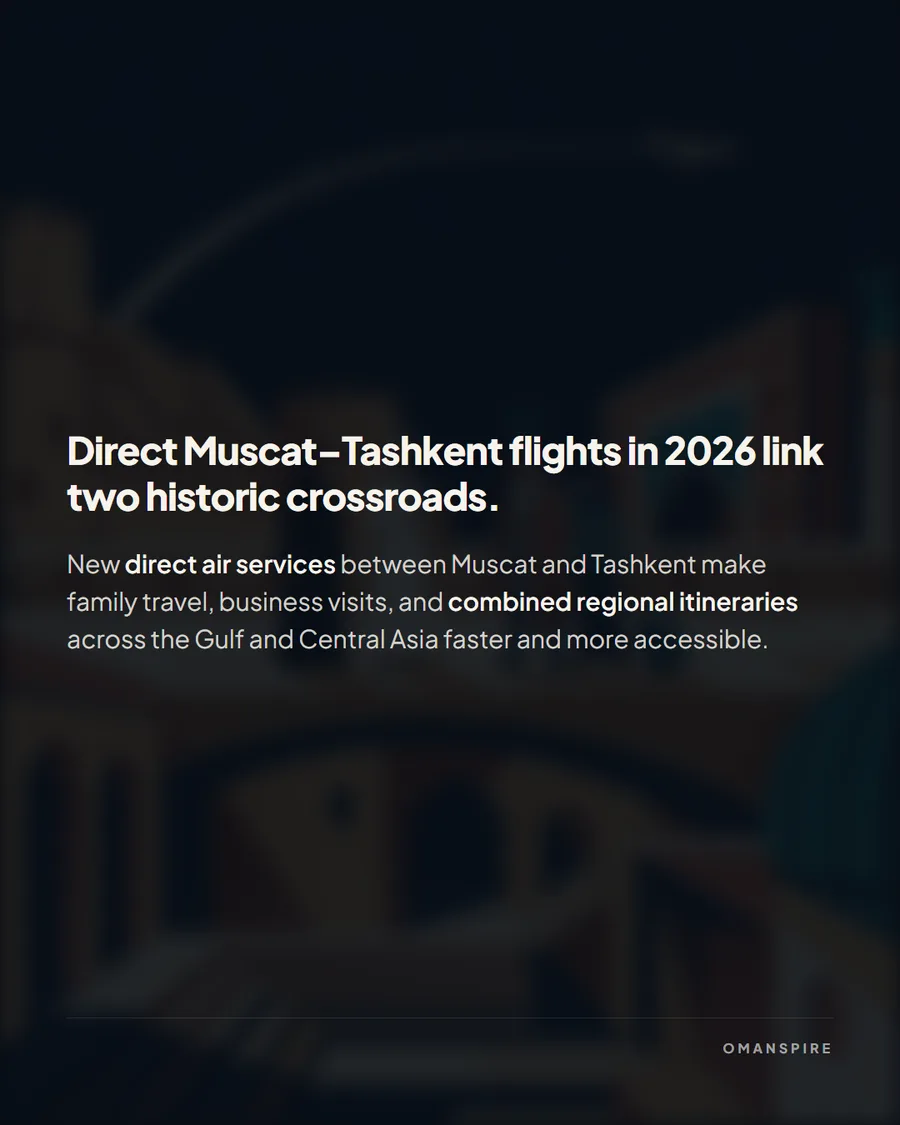 Direct Muscat–Tashkent flights in 2026 link
two historic crossroads.
New direct air services between Muscat and Tashkent make
family travel, business visits, and combined regional itineraries
across the Gulf and Central Asia faster and more accessible.
OMANSPIRE